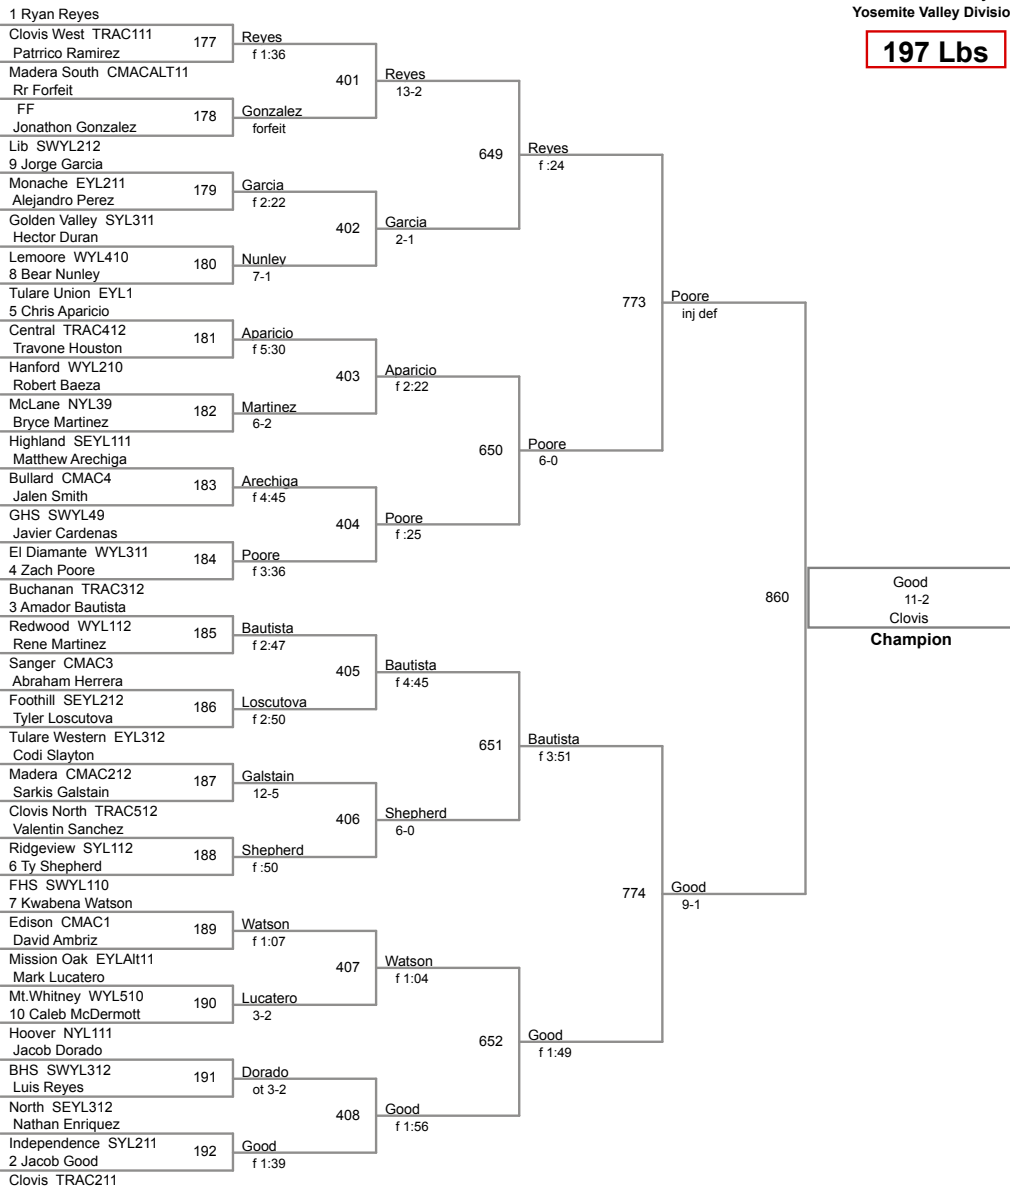 1 Ryan Reyes
Yosemite Valley Divisio
197 Lbs
Clovis West TRAC111
Patrrico Ramirez
Madera South CMACALT11
Rr Forfeit
FF
Jonathon Gonzalez
Lib SWYL212
9 Jorge Garcia
Monache EYL211
Alejandro Perez
Golden Valley SYL311
Hector Duran
Lemoore WYL410
8 Bear Nunley
Tulare Union EYL1
5 Chris Aparicio
Central TRAC412
Travone Houston
Hanford WYL210
Robert Baeza
McLane NYL39
Bryce Martinez
Highland SEYL111
Matthew Arechiga
Bullard CMAC4
Jalen Smith
GHS SWYL49
Javier Cardenas
El Diamante WYL311
4 Zach Poore
Buchanan TRAC312
3 Amador Bautista
Redwood WYL112
Rene Martinez
Sanger CMAC3
Abraham Herrera
Foothill SEYL212
Tyler Loscutova
Tulare Western EYL312
Codi Slayton
Madera CMAC212
Sarkis Galstain
Clovis North TRAC512
Valentin Sanchez
Ridgeview SYL112
6 Ty Shepherd
FHS SWYL110
7 Kwabena Watson
Edison CMAC1
David Ambriz
Mission Oak EYLAlt11
Mark Lucatero
Mt.Whitney WYL510
10 Caleb McDermott
Hoover NYL111
Jacob Dorado
BHS SWYL312
Luis Reyes
North SEYL312
Nathan Enriquez
Independence SYL211
2 Jacob Good
Clovis TRAC211
177
178
179
180
181
182
183
184
185
186
187
188
189
190
191
192
Reyes
f 1:36
Gonzalez
forfeit
Garcia
f 2:22
Nunley
7-1
Aparicio
f 5:30
Martinez
6-2
Arechiga
f 4:45
Poore
f 3:36
Bautista
f 2:47
Loscutova
f 2:50
Galstain
12-5
Shepherd
f :50
Watson
f 1:07
Lucatero
3-2
Dorado
ot 3-2
Good
f 1:39
401
402
403
404
405
406
407
408
Reyes
13-2
Garcia
2-1
Aparicio
f 2:22
Poore
f :25
Bautista
f 4:45
Shepherd
6-0
Watson
f 1:04
Good
f 1:56
649
650
651
652
Reyes
f :24
Poore
6-0
Bautista
f 3:51
Good
f 1:49
773
774
Poore
inj def
Good
9-1
860
Good
11-2
Clovis
Champion